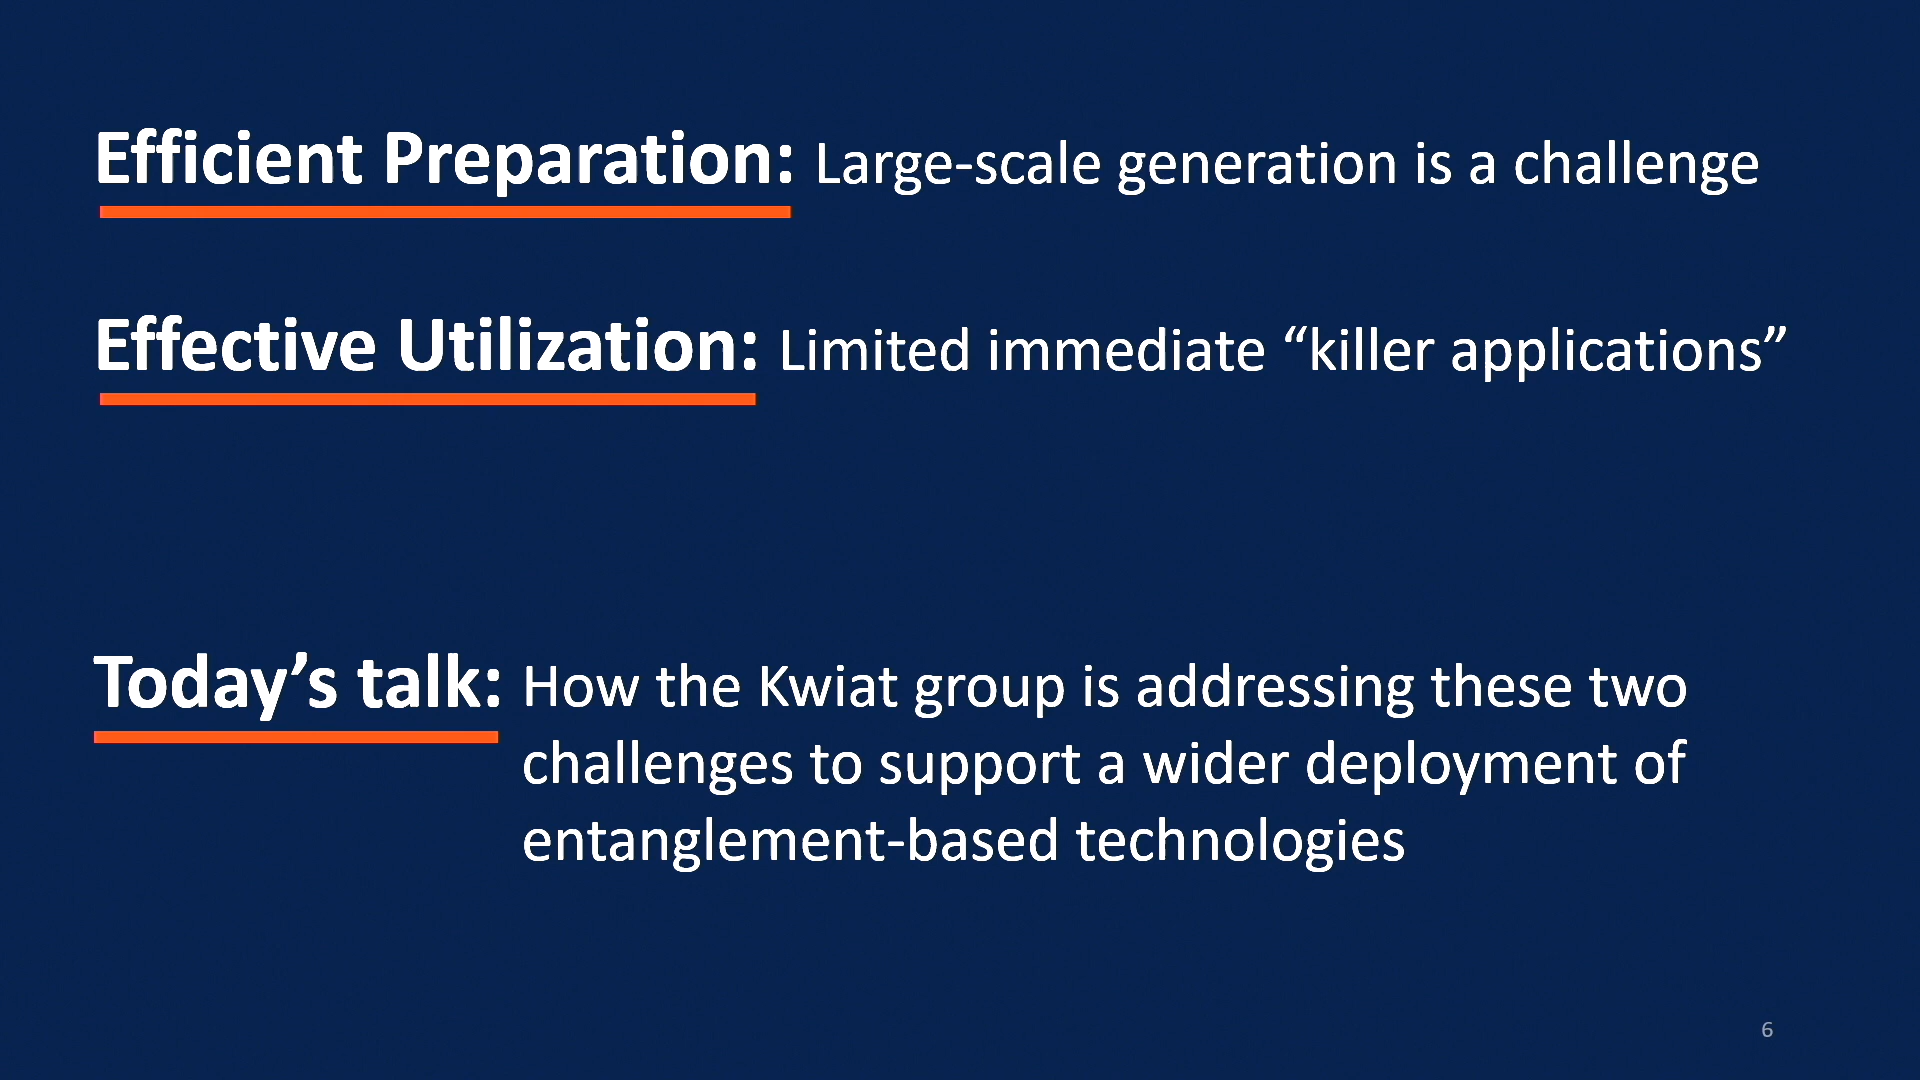 Efficient Preparation: Large-scale generation is a challenge
Effective Utilization: Limited immediate “killer applications”
Today’s talk: How the Kwiat group is addressing these two
challenges to support a wider deployment of
entanglement-based technologies
6